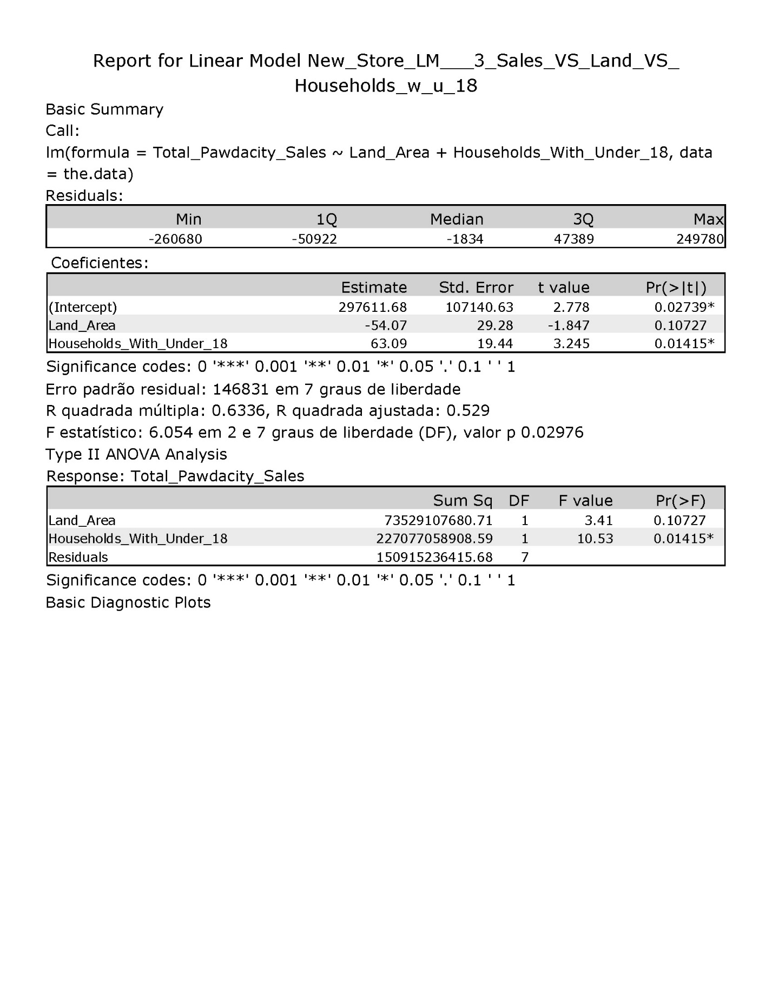 Report for Linear Model New_Store_LM___3_Sales_VS_Land_VS_
Households_w_u_18
Basic Summary
Call:
lm(formula = Total_Pawdacity_Sales ~ Land_Area + Households_With_Under_18, data
= the.data)
Residuals:
Min 1Q Median 3Q Max
-260680 -50922 -1834 47389 249780
Coeficientes:
Estimate Std. Error t value Pr(>|t|)
(Intercept) 297611.68 107140.63 2.778 0.02739*
Land_Area -54.07 29.28 -1.847 0.10727
Households_With_Under_18 63.09 19.44 3.245 0.01415*
Significance codes: 0 '***' 0.001 '**' 0.01 '*' 0.05 '.' 0.1 ' ' 1
Erro padrão residual: 146831 em 7 graus de liberdade
R quadrada múltipla: 0.6336, R quadrada ajustada: 0.529
F estatístico: 6.054 em 2 e 7 graus de liberdade (DF), valor p 0.02976
Type II ANOVA Analysis
Response: Total_Pawdacity_Sales
Sum Sq DF F value Pr(>F)
Land_Area 73529107680.71 1 3.41 0.10727
Households_With_Under_18 227077058908.59 1 10.53 0.01415*
Residuals 150915236415.68 7
Significance codes: 0 '***' 0.001 '**' 0.01 '*' 0.05 '.' 0.1 ' ' 1
Basic Diagnostic Plots